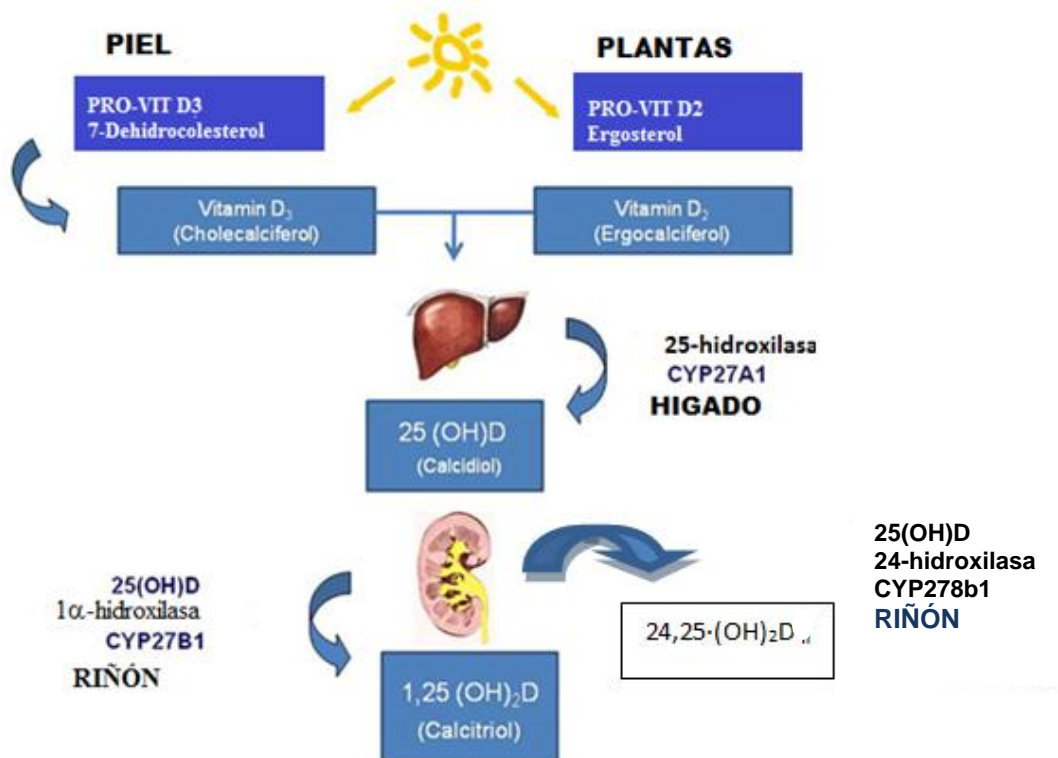 PIEL
PLANTAS
PRO-VIT D3
7-Dehidrocolesterol
PRO-VIT D2
Ergosterol
Vitamin D₃
(Cholecalciferol)
Vitamin D₂
(Ergocalciferol)
25-hidroxilasa
CYP27A1
HIGADO
25 (OH)D
(Calcidiol)
25(OH)D
24-hidroxilasa
CYP278b1
RIÑÓN
25(OH)D
1α-hidroxilasa
CYP27B1
RIÑÓN
24,25·(OH)₂D
1,25 (OH)₂D
(Calcitriol)